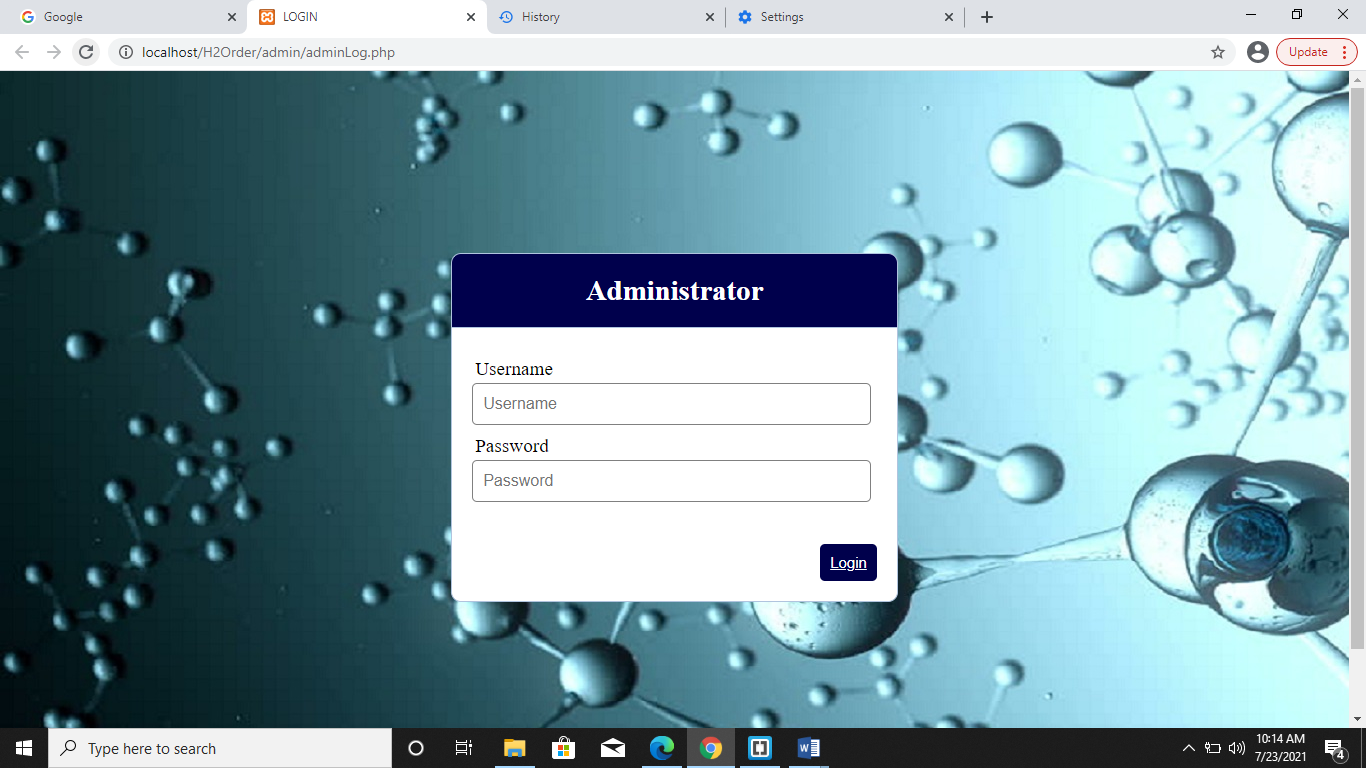 Google
LOGIN
History
Settings
localhost/H2Order/admin/adminLog.php
Update
Administrator
Username
Username
Password
Password
Login
Type here to search
10:14 AM
7/23/2021
4